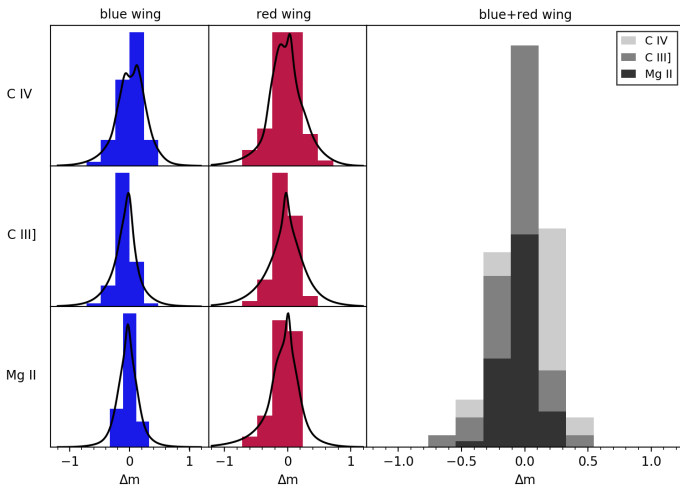 blue wing
red wing
blue+red wing
C IV
C III]
Mg II
C IV
C III]
Mg II
−1 0 1
−1 0 1
−1.0 −0.5 0.0 0.5 1.0
Δm
Δm
Δm